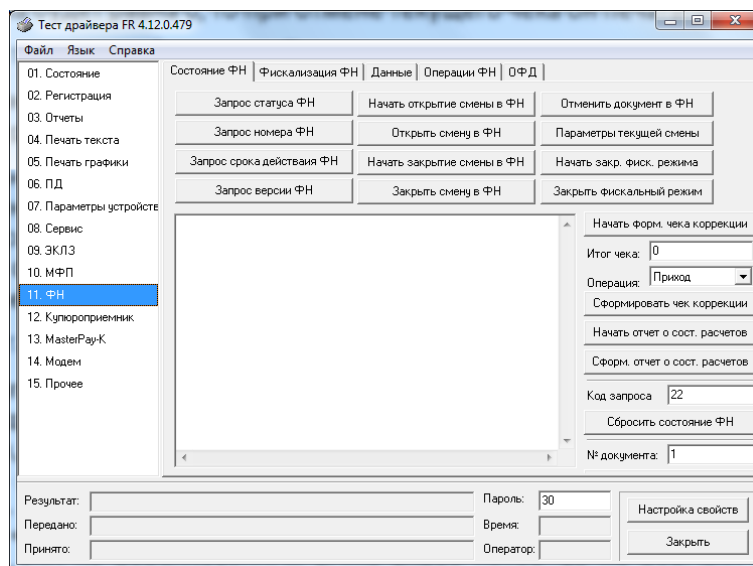 Тест драйвера FR 4.12.0.479
Файл Язык Справка
01. Состояние
02. Регистрация
03. Отчеты
04. Печать текста
05. Печать графики
06. ПД
07. Параметры устройств
08. Сервис
09. ЭКЛЗ
10. МФП
11. ФН
12. Купюроприемник
13. MasterPay-K
14. Модем
15. Прочее
Состояние ФН Фискализация ФН Данные Операции ФН ОФД
Запрос статуса ФН Начать открытие смены в ФН Отменить документ в ФН
Запрос номера ФН Открыть смену в ФН Параметры текущей смены
Запрос срока действаия ФН Начать закрытие смены в ФН Начать закр. фиск. режима
Запрос версии ФН Закрыть смену в ФН Закрыть фискальный режим
Начать форм. чека коррекции
Итог чека: 0
Операция: Приход
Сформировать чек коррекции
Начать отчет о сост. расчетов
Сформ. отчет о сост. расчетов
Код запроса 22
Сбросить состояние ФН
№ документа: 1
Результат: Пароль: 30 Настройка свойств
Передано: Время:
Принято: Оператор: Закрыть